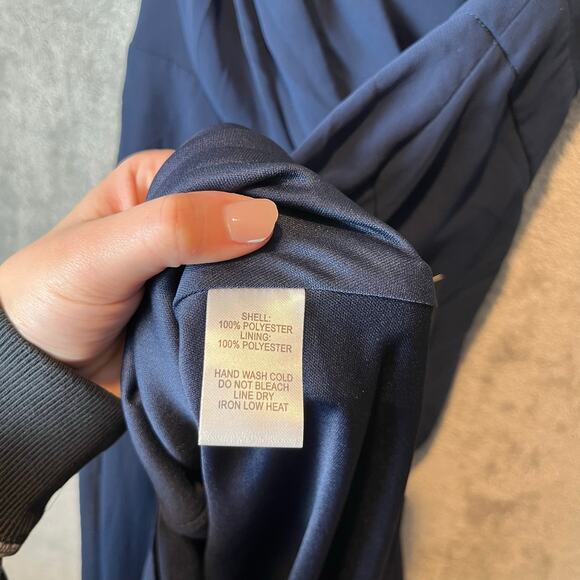 SHELL:
100% POLYESTER
LINING:
100% POLYESTER
HAND WASH COLD
DO NOT BLEACH
LINE DRY
IRON LOW HEAT